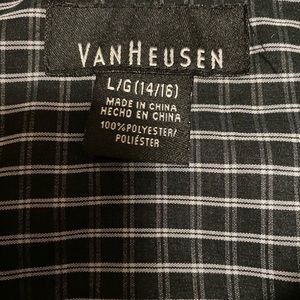 VANHEUSEN
L/G (14/16)
MADE IN CHINA
HECHO EN CHINA
100% POLYESTER/
POLIÉSTER